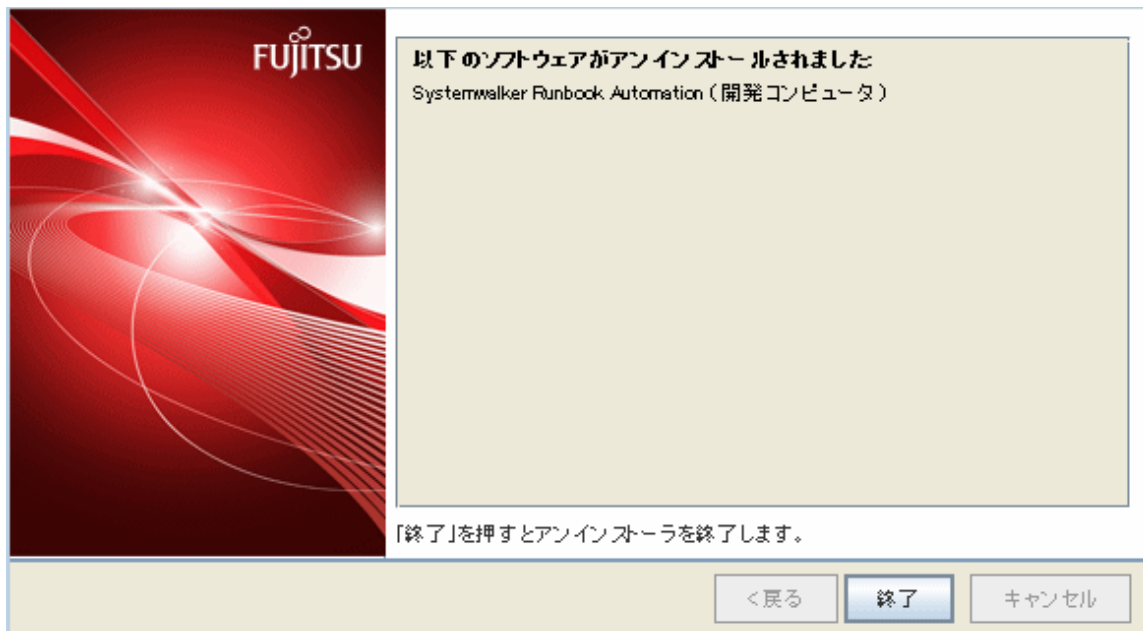 FUJITSU
以下のソフトウェアがアンインストールされました:
Systemwalker Runbook Automation（開発コンピュータ）
「終了」を押すとアンインストーラを終了します。
<戻る
終了
キャンセル